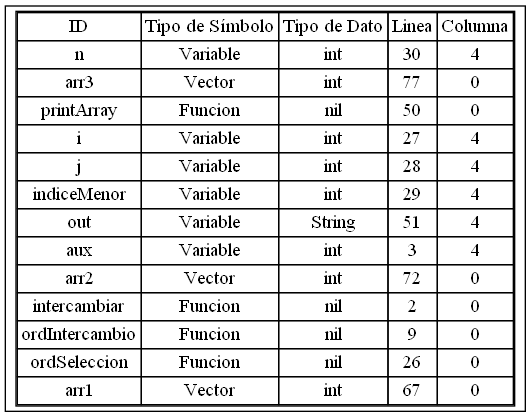 ID Tipo de Símbolo Tipo de Dato Linea Columna
n Variable int 30 4
arr3 Vector int 77 0
printArray Funcion nil 50 0
i Variable int 27 4
j Variable int 28 4
indiceMenor Variable int 29 4
out Variable String 51 4
aux Variable int 3 4
arr2 Vector int 72 0
intercambiar Funcion nil 2 0
ordIntercambio Funcion nil 9 0
ordSeleccion Funcion nil 26 0
arr1 Vector int 67 0